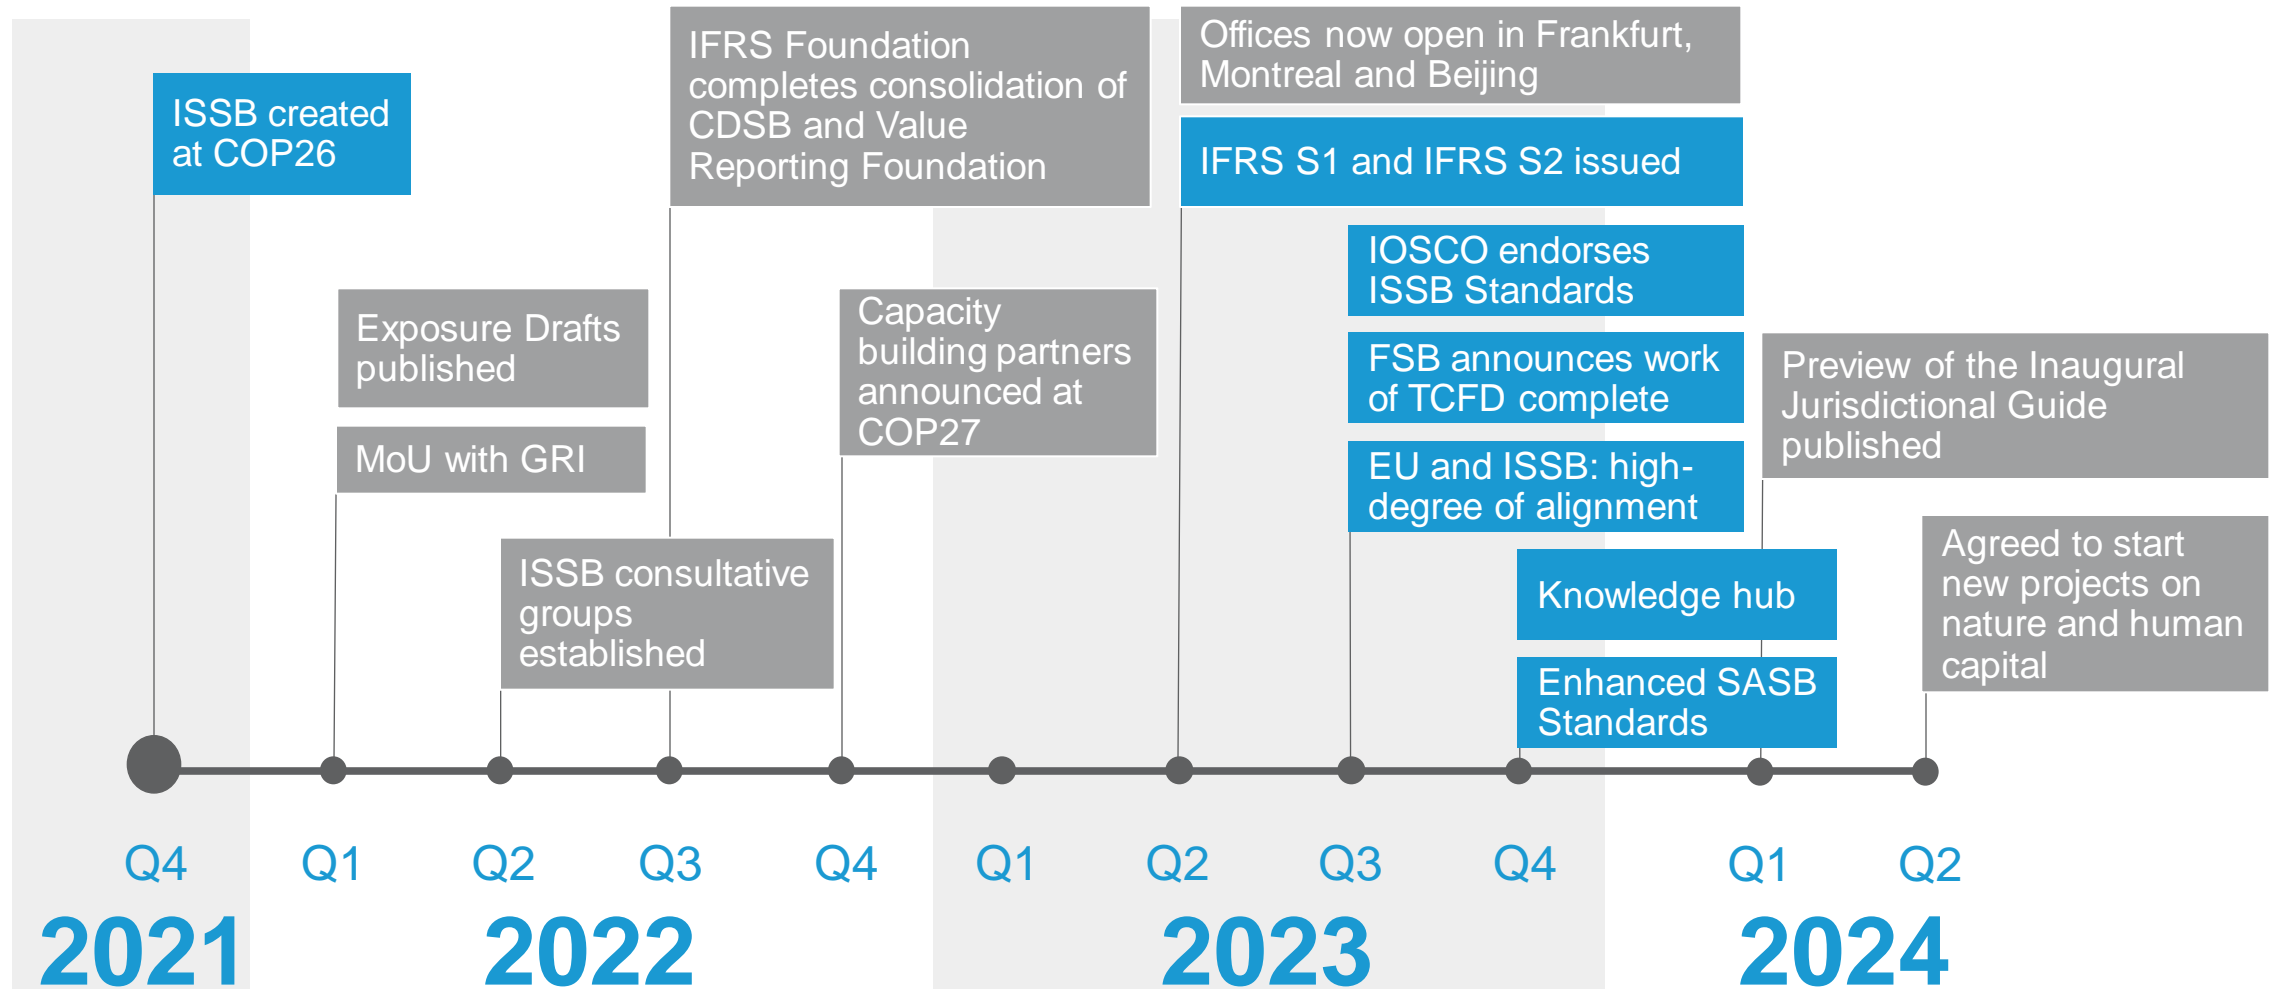 ISSB created
at COP26
Exposure Drafts
published
MoU with GRI
ISSB consultative
groups
established
IFRS Foundation
completes consolidation of
CDSB and Value
Reporting Foundation
Capacity
building partners
announced at
COP27
Offices now open in Frankfurt,
Montreal and Beijing
IFRS S1 and IFRS S2 issued
IOSCO endorses
ISSB Standards
FSB announces work
of TCFD complete
EU and ISSB: high-
degree of alignment
Knowledge hub
Enhanced SASB
Standards
Preview of the Inaugural
Jurisdictional Guide
published
Agreed to start
new projects on
nature and human
capital
Q4
Q1
Q2
Q3
Q4
Q1
Q2
Q3
Q4
Q1
Q2
2021
2022
2023
2024